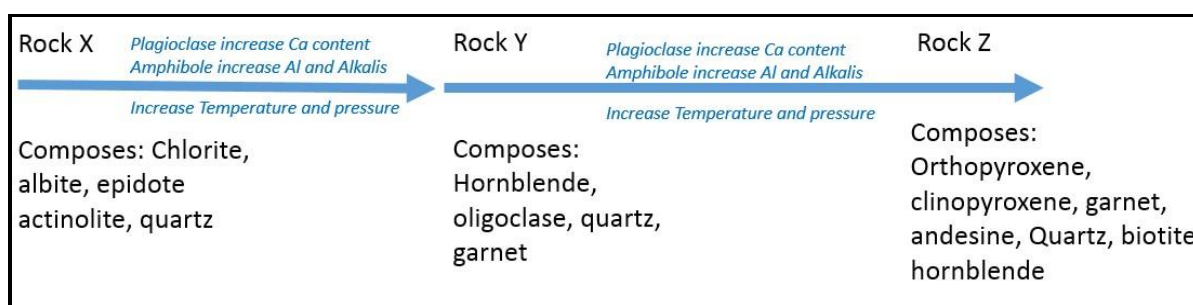 Rock X
Plagioclase increase Ca content
Amphibole increase Al and Alkalis
Increase Temperature and pressure
Composes: Chlorite,
albite, epidote
actinolite, quartz
Rock Y
Plagioclase increase Ca content
Amphibole increase Al and Alkalis
Increase Temperature and pressure
Composes:
Hornblende,
oligoclase, quartz,
garnet
Rock Z
Composes:
Orthopyroxene,
clinopyroxene, garnet,
andesine, Quartz, biotite
hornblende